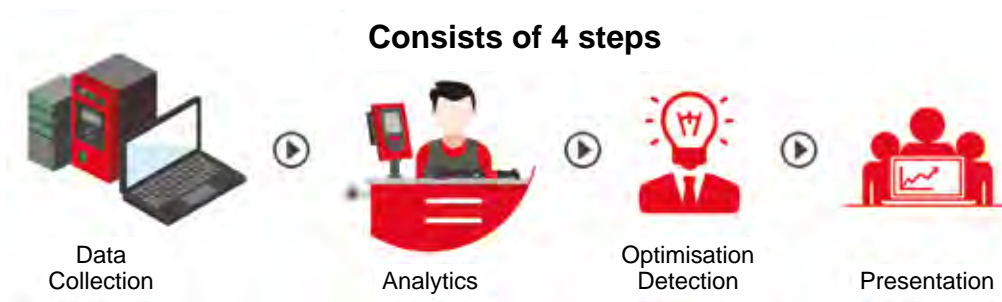 Consists of 4 steps
Data
Collection
Analytics
Optimisation
Detection
Presentation